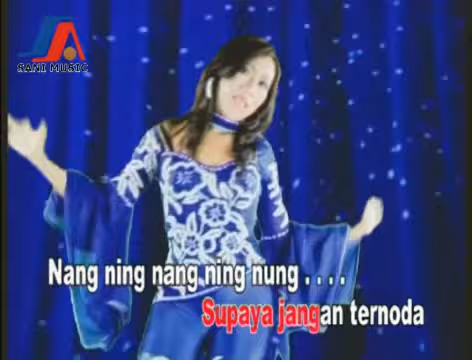 SANI MUSIC
Nang ning nang ning nung . . . .
Supaya jangan ternoda